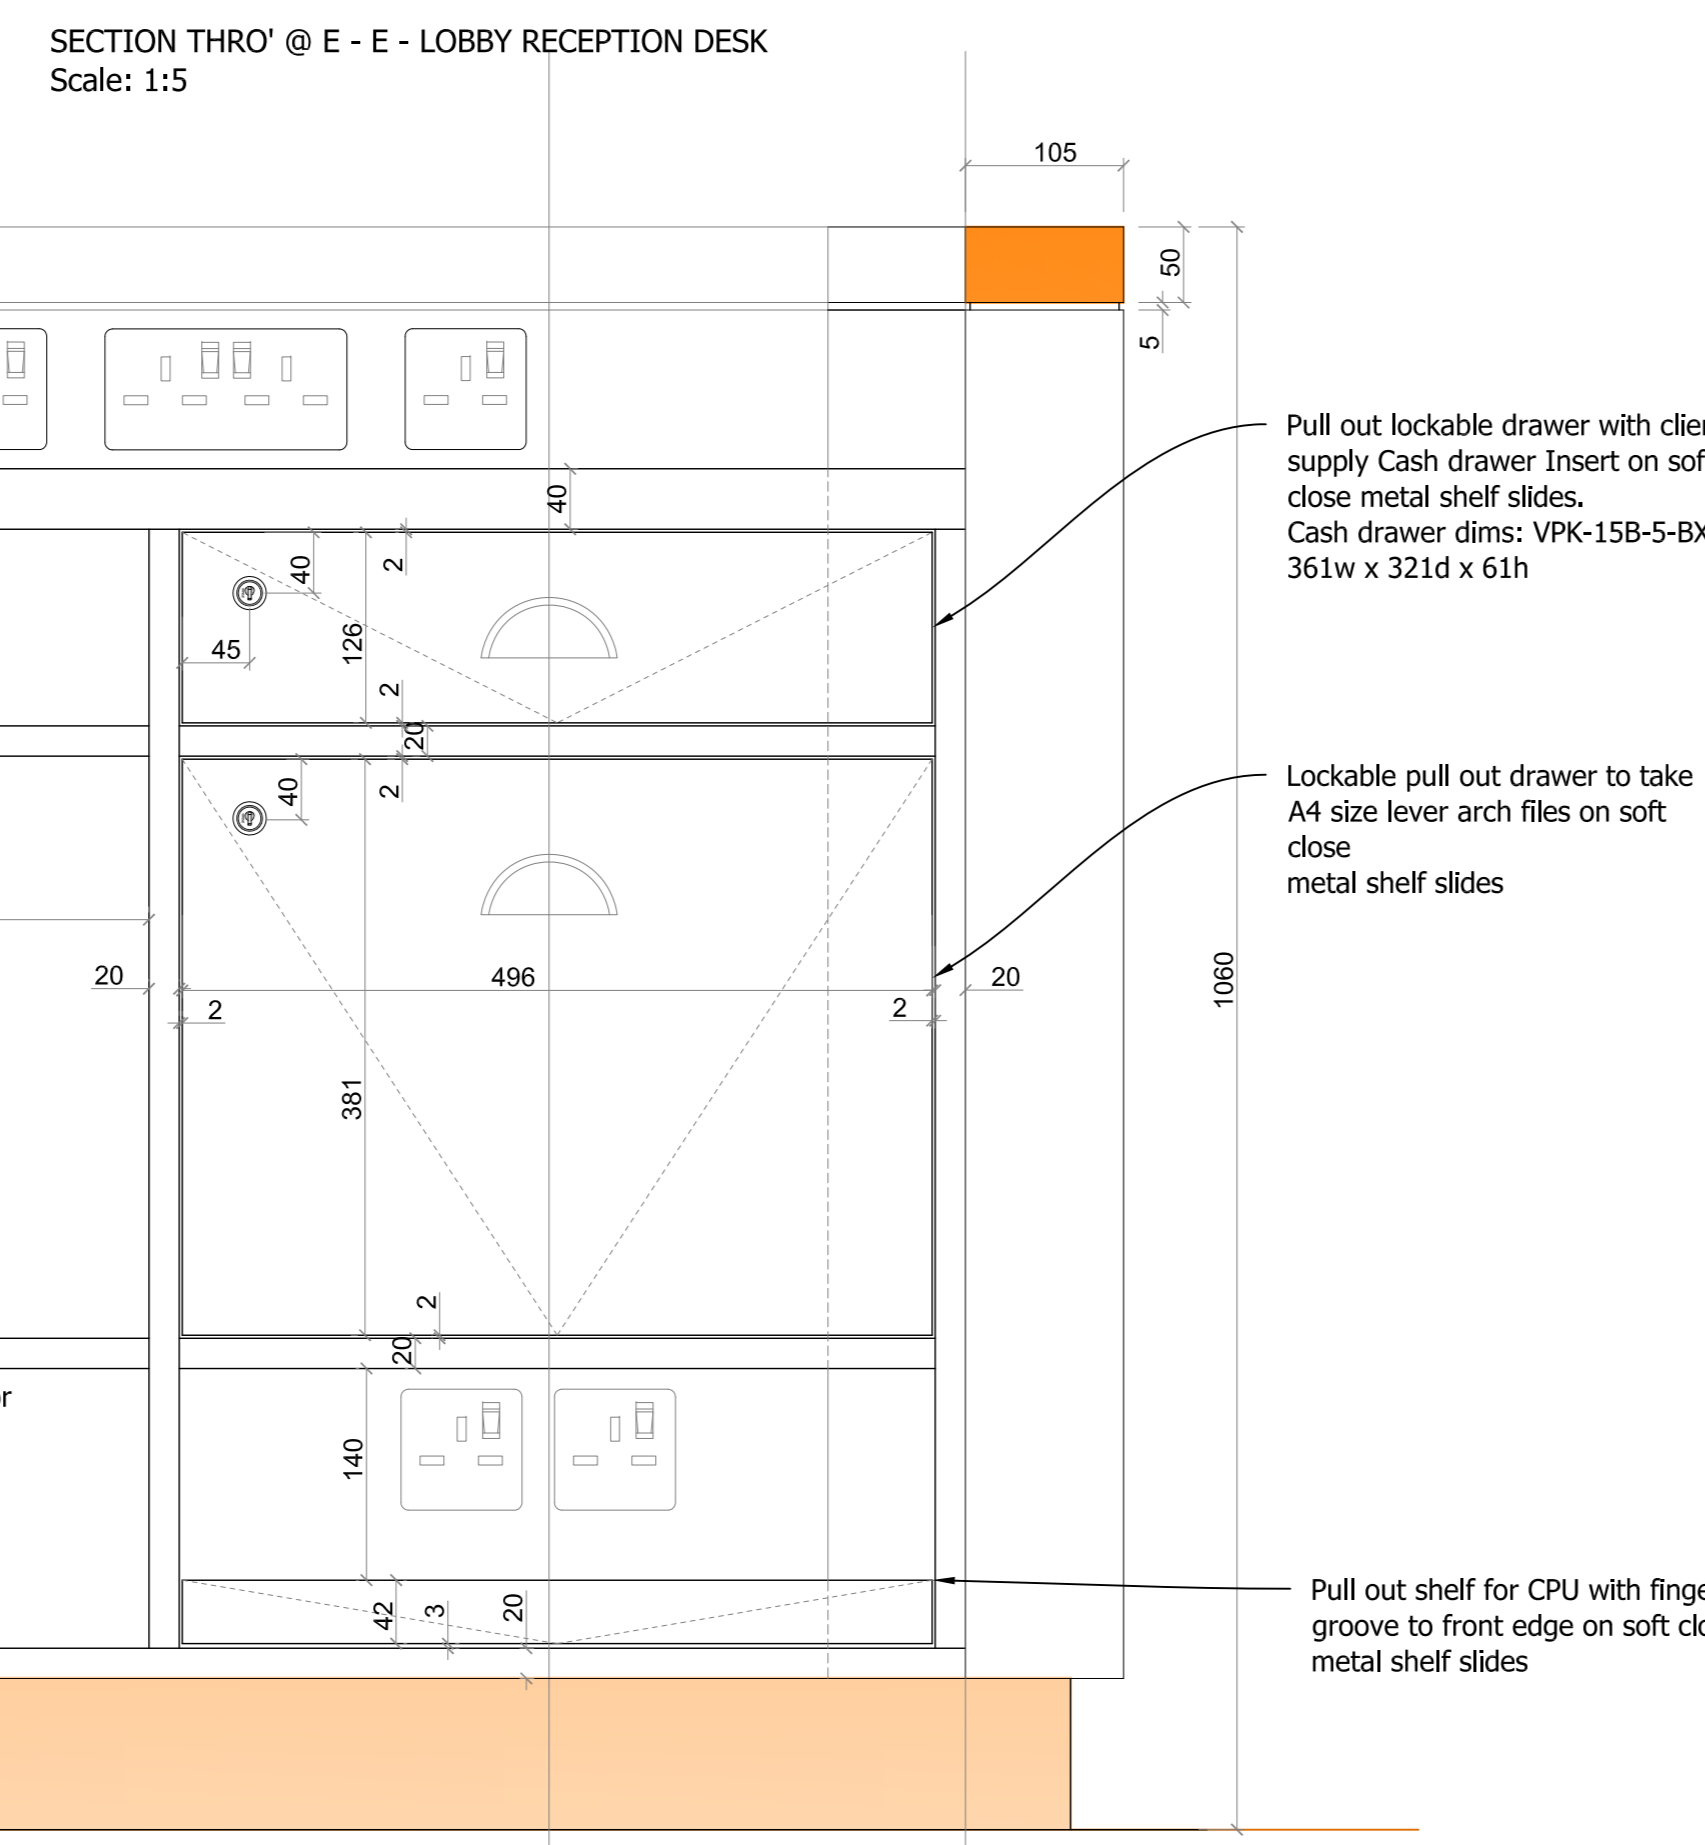 SECTION THRO' @ E - E - LOBBY RECEPTION DESK
Scale: 1:5
105
50
5
Pull out lockable drawer with clien
supply Cash drawer Insert on sof
close metal shelf slides.
Cash drawer dims: VPK-15B-5-BX
361w x 321d x 61h
40
40
2
45
126
2
20
40
2
Lockable pull out drawer to take
A4 size lever arch files on soft
close
metal shelf slides
20
496
20
2
2
1060
381
2
20
or
140
42
3
20
Pull out shelf for CPU with finge
groove to front edge on soft clo
metal shelf slides